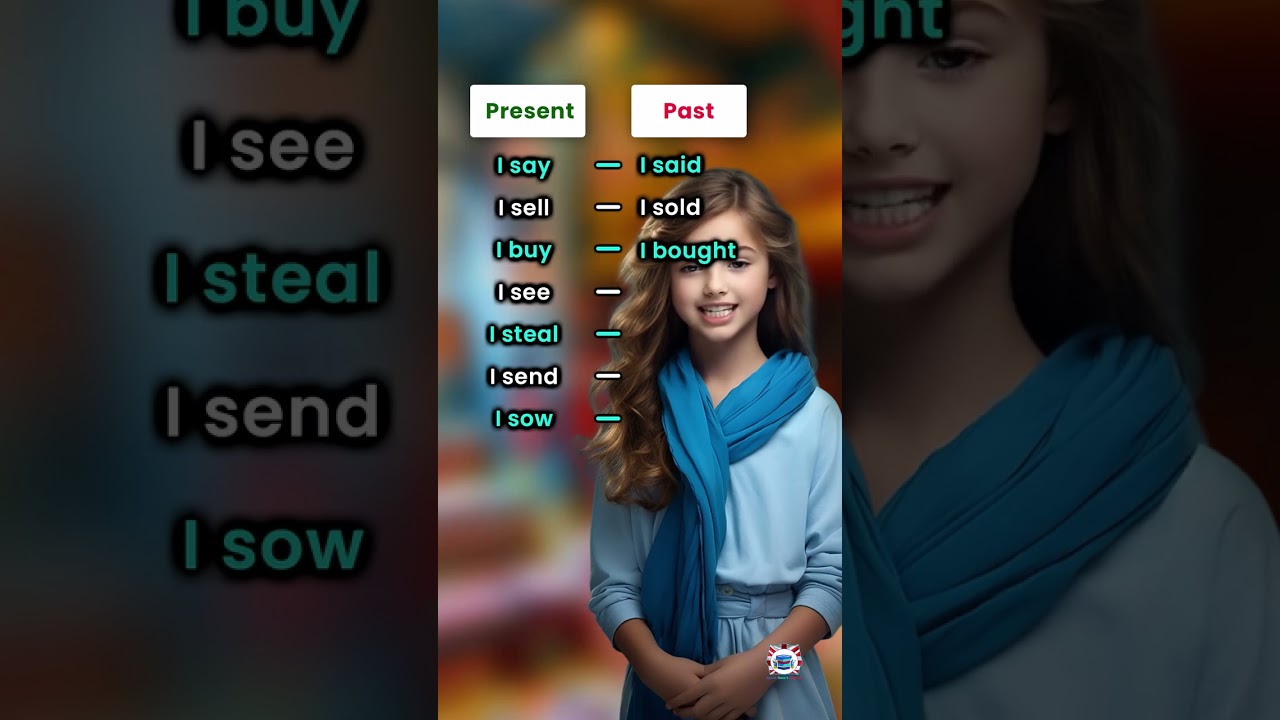 Present Past
I say – I said
I sell – I sold
I buy – I bought
I see –
I steal –
I send –
I sow –
I buy
I see
I steal
I send
I sow
ght